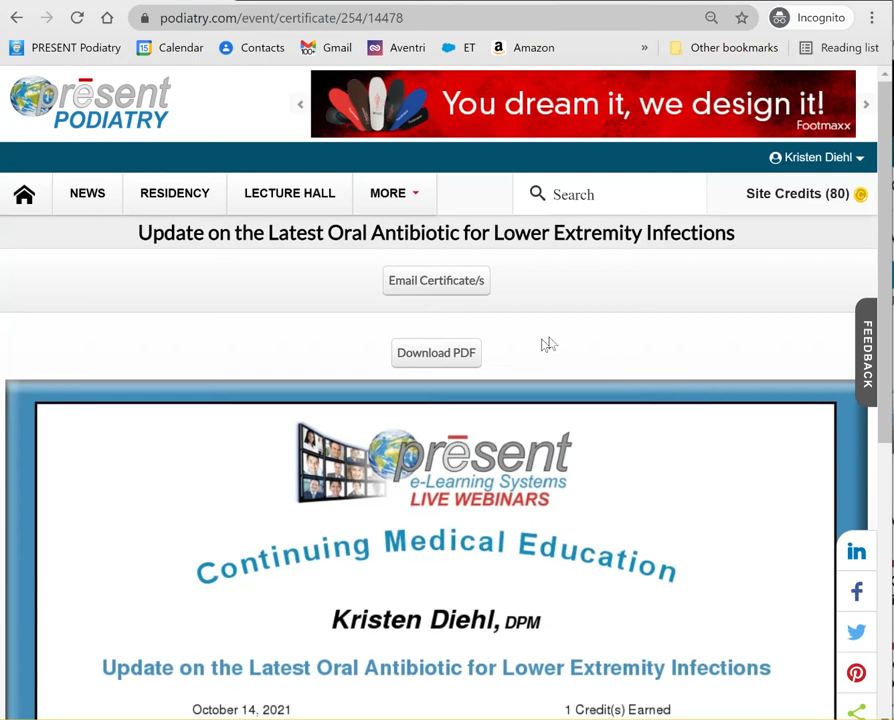 podiatry.com/event/certificate/254/14478
Incognito
PRESENT Podiatry
15
Calendar
Contacts
100+
Gmail
Aventri
ET
Amazon
»
Other bookmarks
Reading list
présent
PODIATRY
You dream it, we design it!
Footmaxx
Kristen Diehl
NEWS
RESIDENCY
LECTURE HALL
MORE
Search
Site Credits (80)
Update on the Latest Oral Antibiotic for Lower Extremity Infections
Email Certificate/s
Download PDF
FEEDBACK
présent
e-Learning Systems
LIVE WEBINARS
Continuing Medical Education
Kristen Diehl, DPM
Update on the Latest Oral Antibiotic for Lower Extremity Infections
October 14, 2021 1 Credit(s) Earned